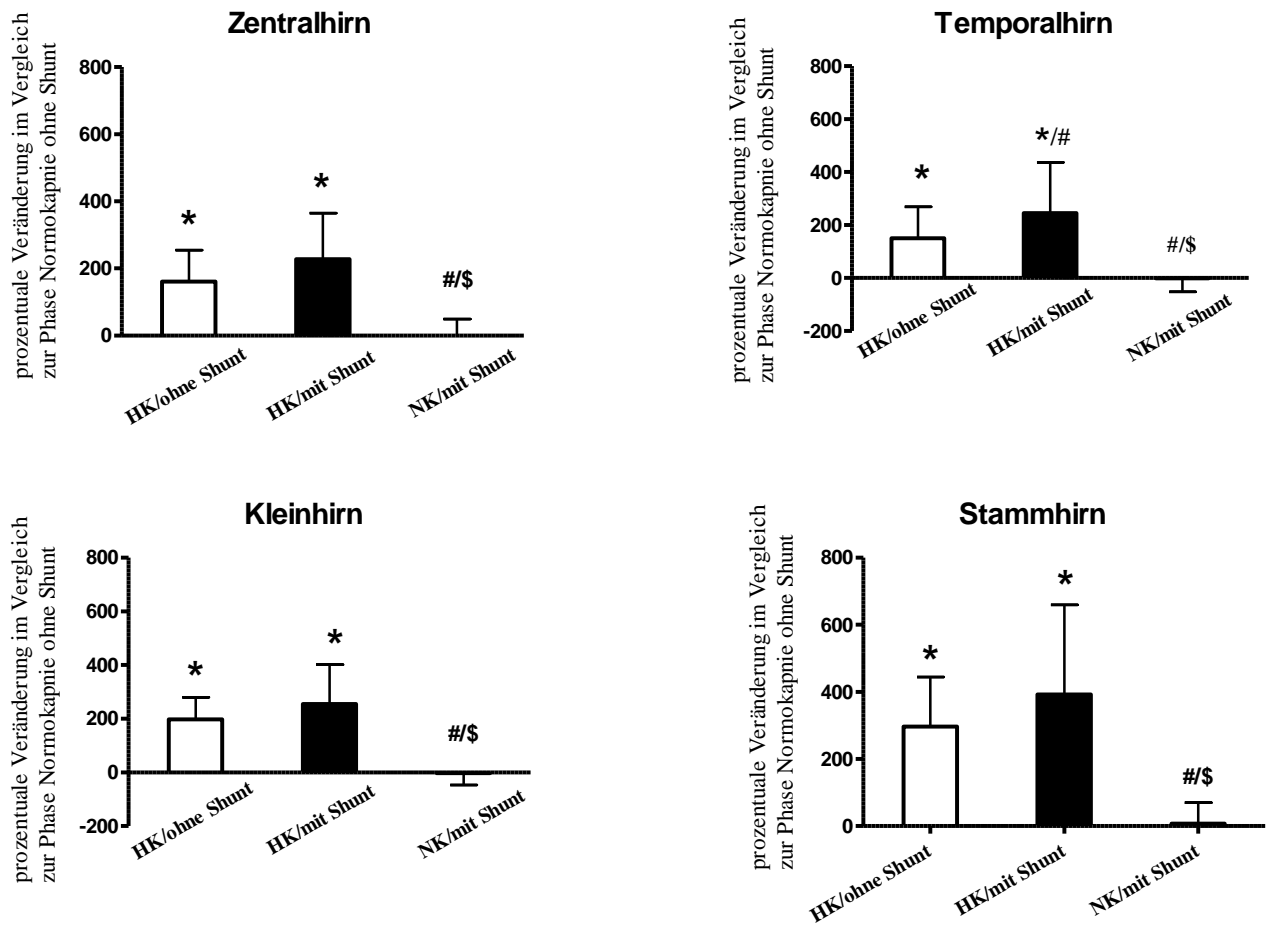 Zentralhirn
prozentuale Veränderung im Vergleich
zur Phase Normokapnie ohne Shunt
800
600
400
200
0
*
*
#/$
HK/ohne Shunt
HK/mit Shunt
NK/mit Shunt
Temporalhirn
prozentuale Veränderung im Vergleich
zur Phase Normokapnie ohne Shunt
800
600
400
200
0
-200
*
*/#
#/$
HK/ohne Shunt
HK/mit Shunt
NK/mit Shunt
Kleinhirn
prozentuale Veränderung im Vergleich
zur Phase Normokapnie ohne Shunt
800
600
400
200
0
-200
*
*
#/$
HK/ohne Shunt
HK/mit Shunt
NK/mit Shunt
Stammhirn
prozentuale Veränderung im Vergleich
zur Phase Normokapnie ohne Shunt
800
600
400
200
0
*
*
#/$
HK/ohne Shunt
HK/mit Shunt
NK/mit Shunt